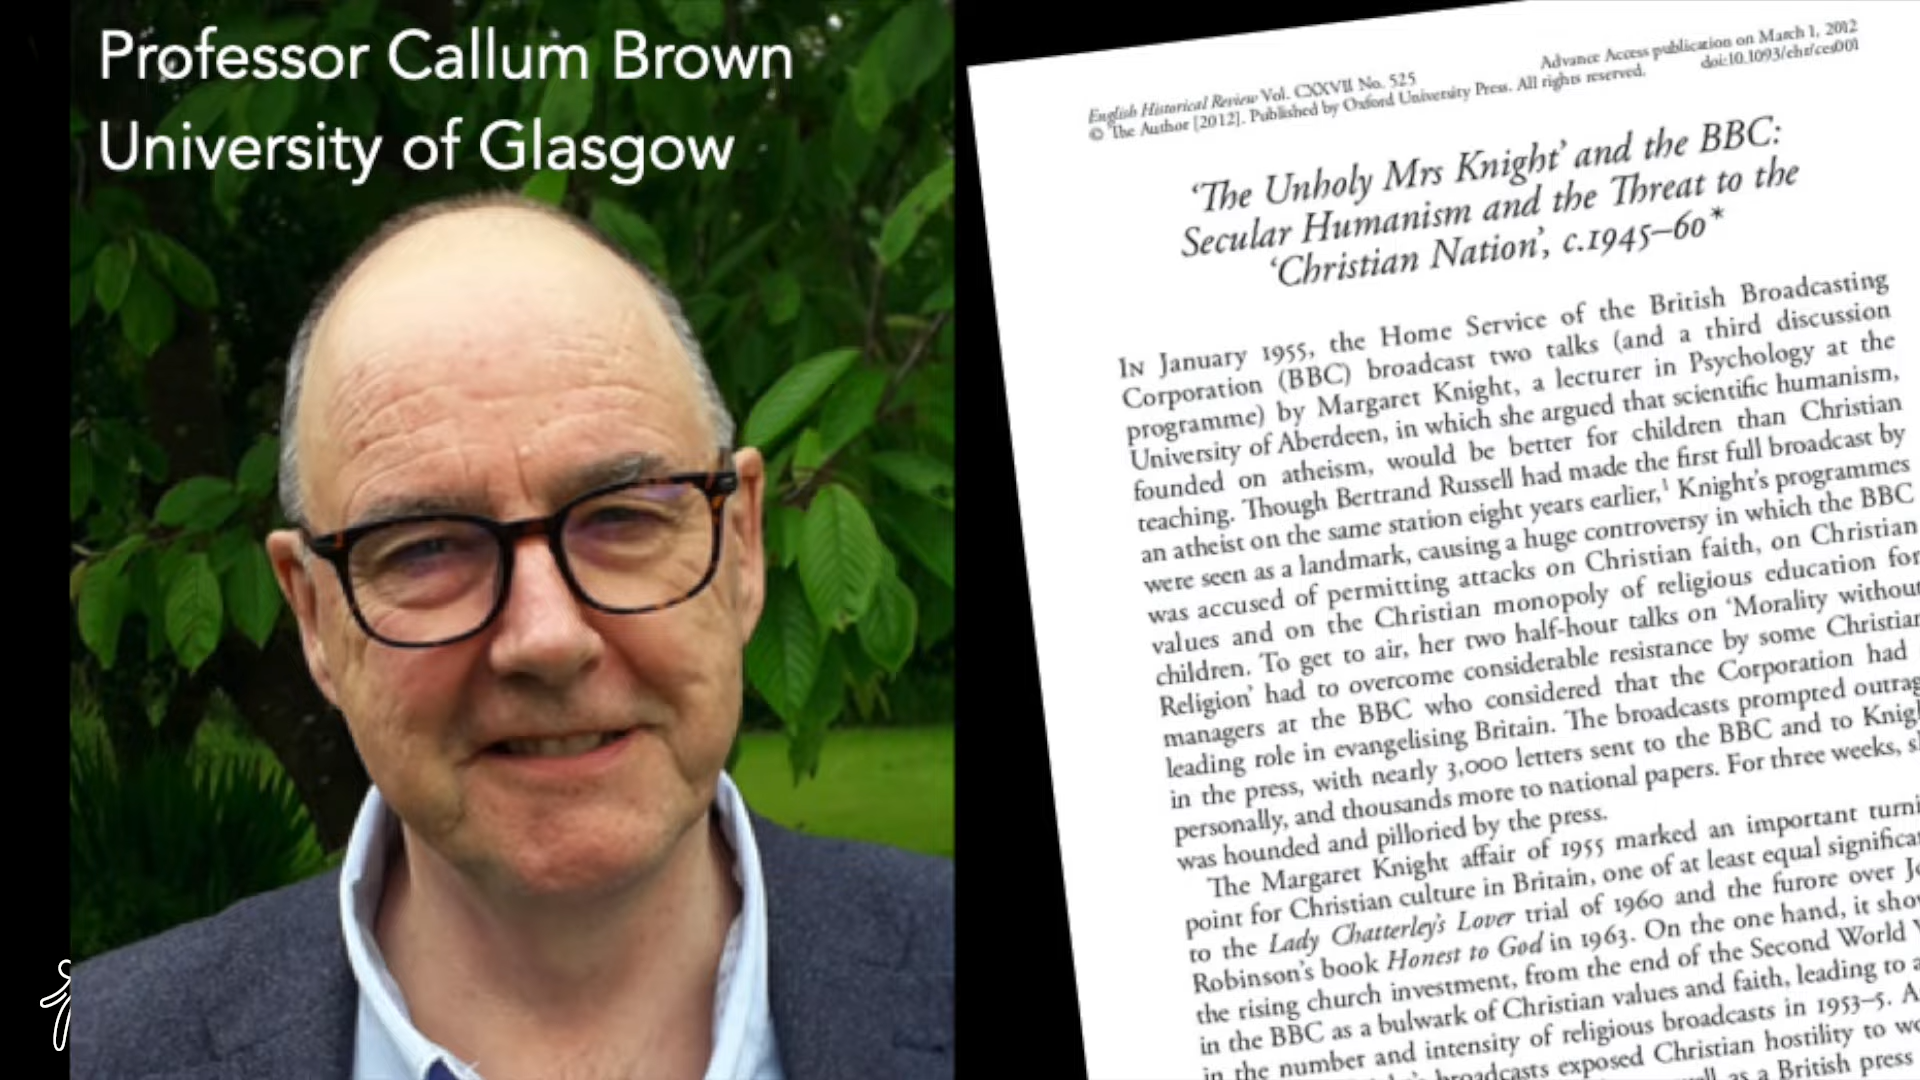 Professor Callum Brown
University of Glasgow
English Historical Review Vol. CXXVII No. 525
© The Author [2012]. Published by Oxford University Press. All rights reserved.
Advance Access publication on March 1, 2012
doi:10.1093/ehr/ces001
‘The Unholy Mrs Knight’ and the BBC:
Secular Humanism and the Threat to the
‘Christian Nation’, c.1945–60*
In January 1955, the Home Service of the British Broadcasting
Corporation (BBC) broadcast two talks (and a third discussion
programme) by Margaret Knight, a lecturer in Psychology at the
University of Aberdeen, in which she argued that scientific humanism,
founded on atheism, would be better for children than Christian
teaching. Though Bertrand Russell had made the first full broadcast by
an atheist on the same station eight years earlier,¹ Knight’s programmes
were seen as a landmark, causing a huge controversy in which the BBC
was accused of permitting attacks on Christian faith, on Christian
values and on the Christian monopoly of religious education for
children. To get to air, her two half-hour talks on ‘Morality without
Religion’ had to overcome considerable resistance by some Christian
managers at the BBC who considered that the Corporation had
leading role in evangelising Britain. The broadcasts prompted outrag
in the press, with nearly 3,000 letters sent to the BBC and to Knig
personally, and thousands more to national papers. For three weeks, s
was hounded and pilloried by the press.
The Margaret Knight affair of 1955 marked an important turni
point for Christian culture in Britain, one of at least equal significa
to the Lady Chatterley’s Lover trial of 1960 and the furore over J
Robinson’s book Honest to God in 1963. On the one hand, it sho
the rising church investment, from the end of the Second World
in the BBC as a bulwark of Christian values and faith, leading to a
in the number and intensity of religious broadcasts in 1953–5. A
broadcasts exposed Christian hostility to wo
as a British press